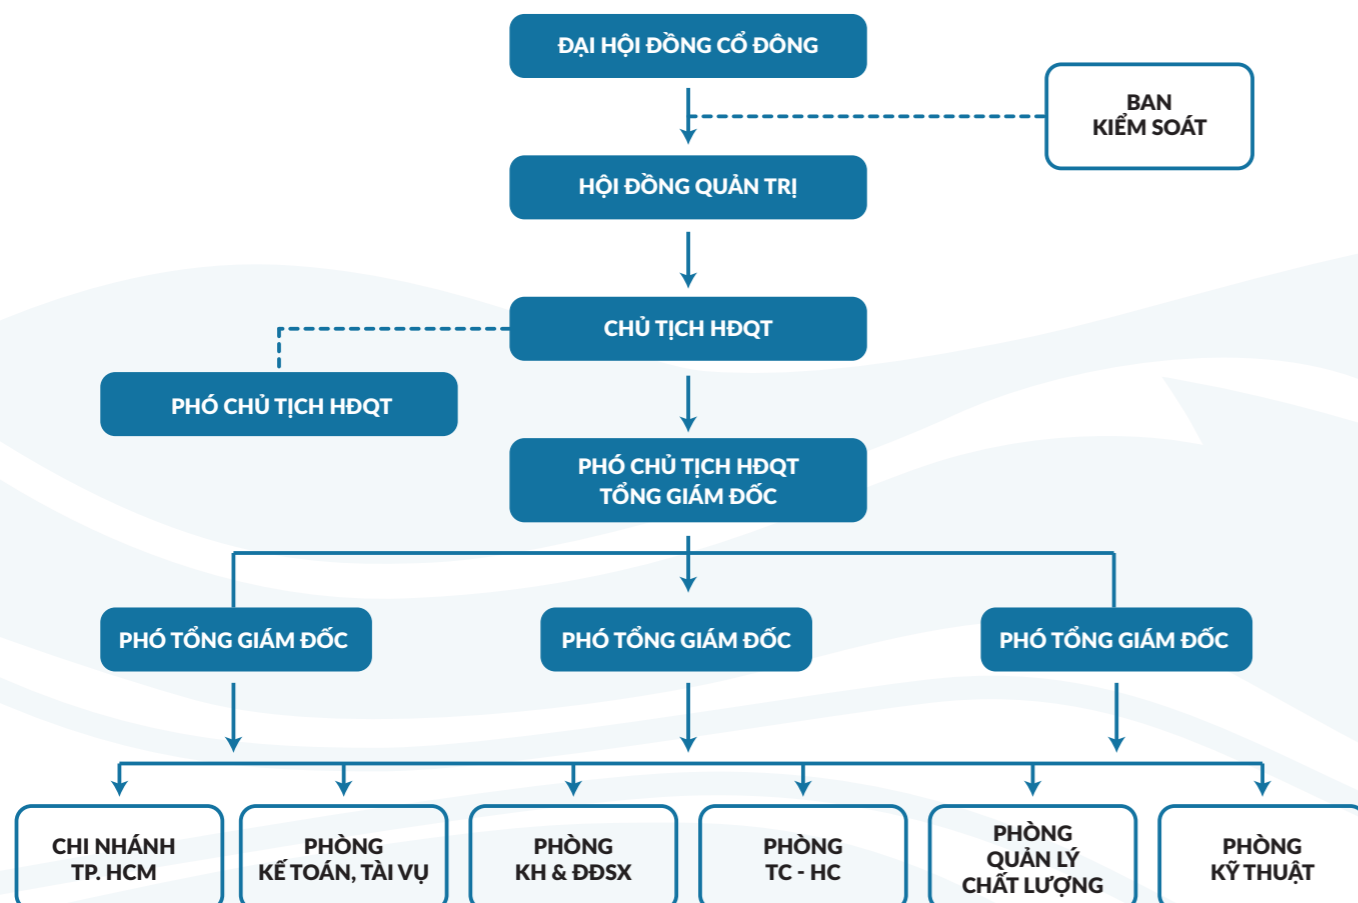 ĐẠI HỘI ĐỒNG CỔ ĐÔNG
BAN
KIỂM SOÁT
HỘI ĐỒNG QUẢN TRỊ
CHỦ TỊCH HĐQT
PHÓ CHỦ TỊCH HĐQT
PHÓ CHỦ TỊCH HĐQT
TỔNG GIÁM ĐỐC
PHÓ TỔNG GIÁM ĐỐC
PHÓ TỔNG GIÁM ĐỐC
PHÓ TỔNG GIÁM ĐỐC
CHI NHÁNH
TP. HCM
PHÒNG
KẾ TOÁN, TÀI VỤ
PHÒNG
KH & ĐĐSX
PHÒNG
TC - HC
PHÒNG
QUẢN LÝ
CHẤT LƯỢNG
PHÒNG
KỸ THUẬT